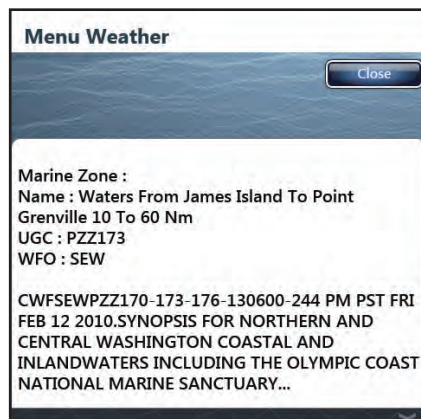 Menu Weather
Close
Marine Zone :
Name : Waters From James Island To Point
Grenville 10 To 60 Nm
UGC : PZZ173
WFO : SEW
CWFSEWPZZ170-173-176-130600-244 PM PST FRI
FEB 12 2010.SYNOPSIS FOR NORTHERN AND
CENTRAL WASHINGTON COASTAL AND
INLANDWATERS INCLUDING THE OLYMPIC COAST
NATIONAL MARINE SANCTUARY...